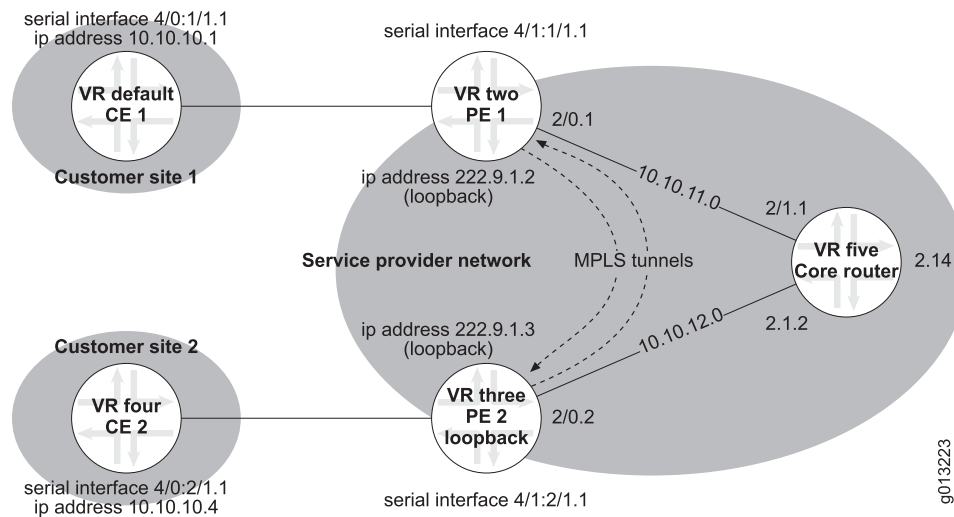 serial interface 4/0:1/1.1
ip address 10.10.10.1
VR default
CE 1
Customer site 1
serial interface 4/1:1/1.1
VR two
PE 1
2/0.1
ip address 222.9.1.2
(loopback)
10.10.11.0
2/1.1
VR five
Core router
2.14
Service provider network
MPLS tunnels
2.1.2
10.10.12.0
ip address 222.9.1.3
(loopback)
Customer site 2
VR four
CE 2
VR three
PE 2
loopback
2/0.2
serial interface 4/0:2/1.1
ip address 10.10.10.4
serial interface 4/1:2/1.1
g013223